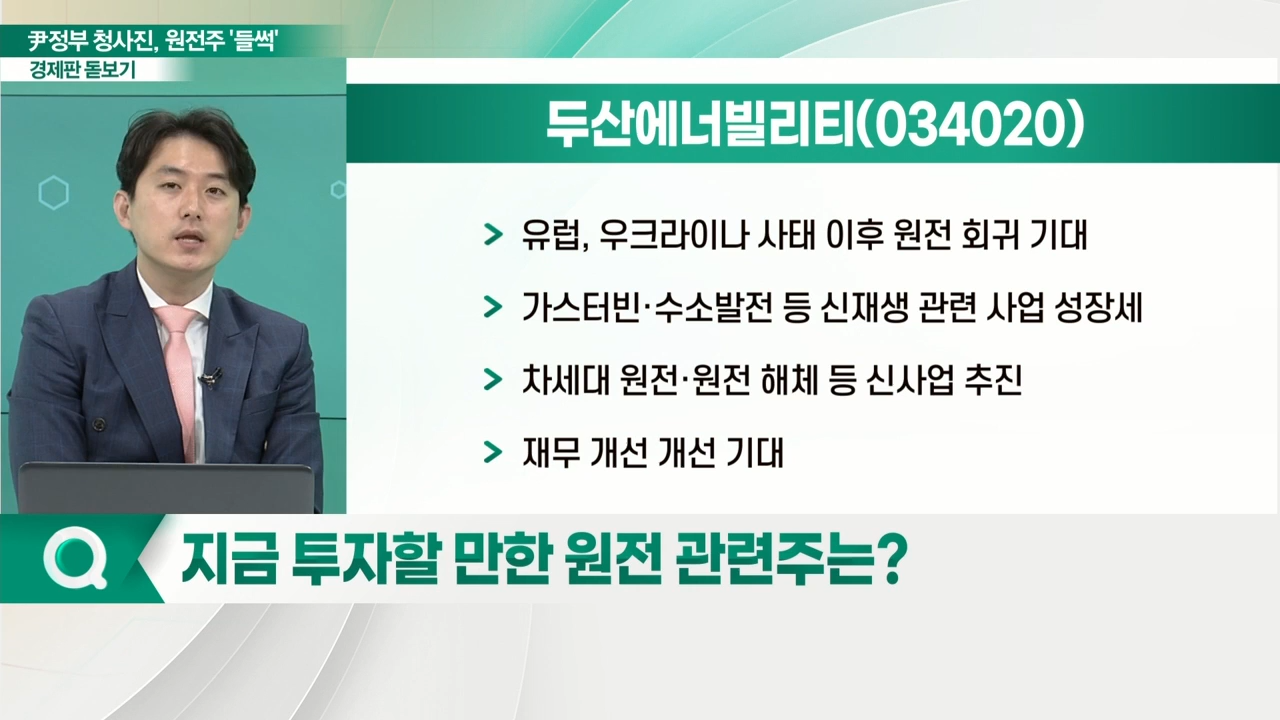 尹정부 청사진, 원전주 '들썩'
경제판 돋보기
두산에너빌리티(034020)
> 유럽, 우크라이나 사태 이후 원전 회귀 기대
> 가스터빈·수소발전 등 신재생 관련 사업 성장세
> 차세대 원전·원전 해체 등 신사업 추진
> 재무 개선 개선 기대
Q 지금 투자할 만한 원전 관련주는?